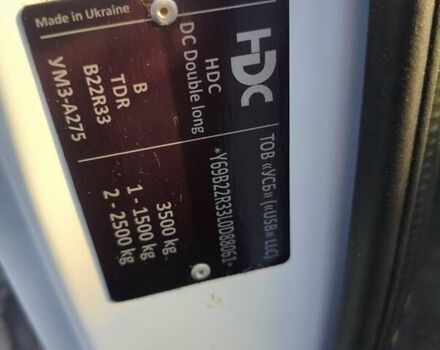 Made in Ukraine
HDC ТОВ «УСБ» («USB» LLC)
*Y69B22R33L0D88061*
HDC
DC Double long
B 3500 kg
TDR 1 - 1500 kg
B22R33 2 - 2500 kg
УМЗ-А275